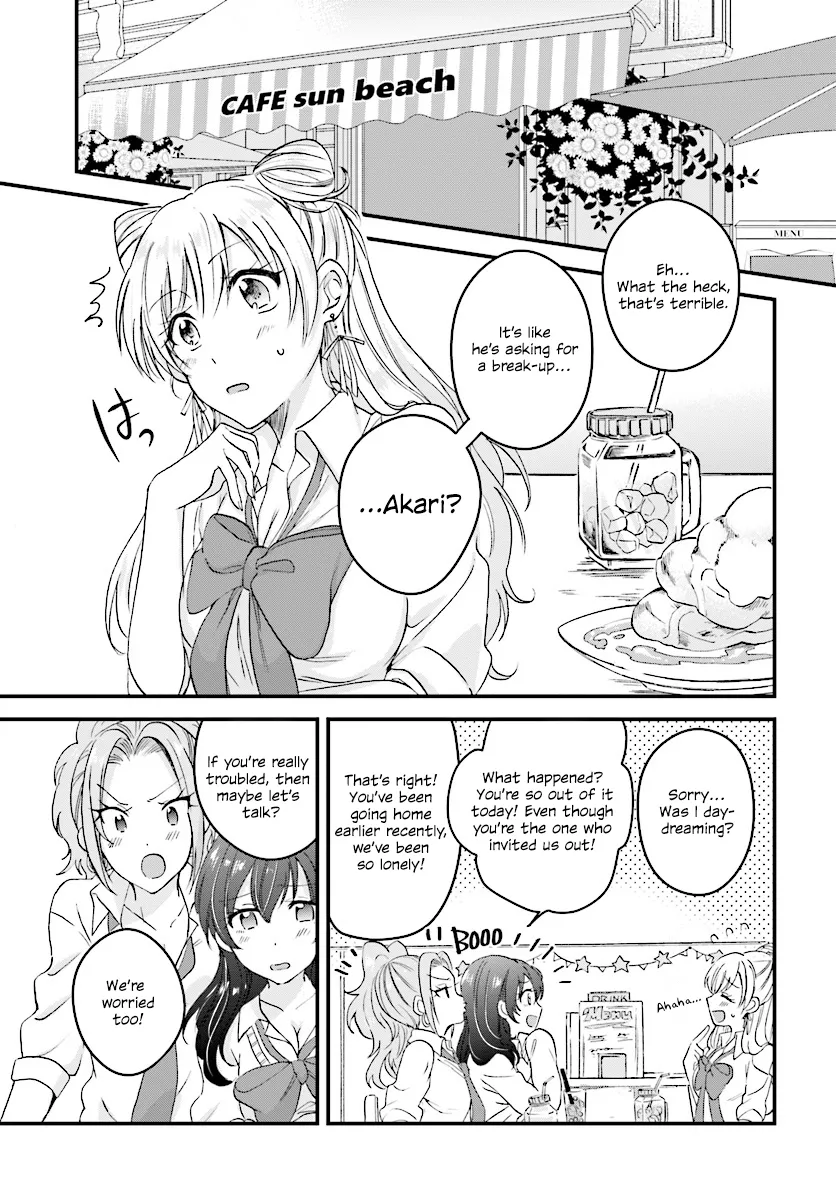 CAFE sun beach
MENU
Eh...
What the heck,
that's terrible.
It's like
he's asking for
a break-up...
...Akari?
はっ
Sorry...
Was I day-
dreaming?
What happened?
You're so out of it
today! Even though
you're the one who
invited us out!
That's right!
You've been
going home
earlier recently,
we've been
so lonely!
BOOO
DRINK
Menu
Ahaha...
If you're really
troubled, then
maybe let's
talk?
We're
worried
too!